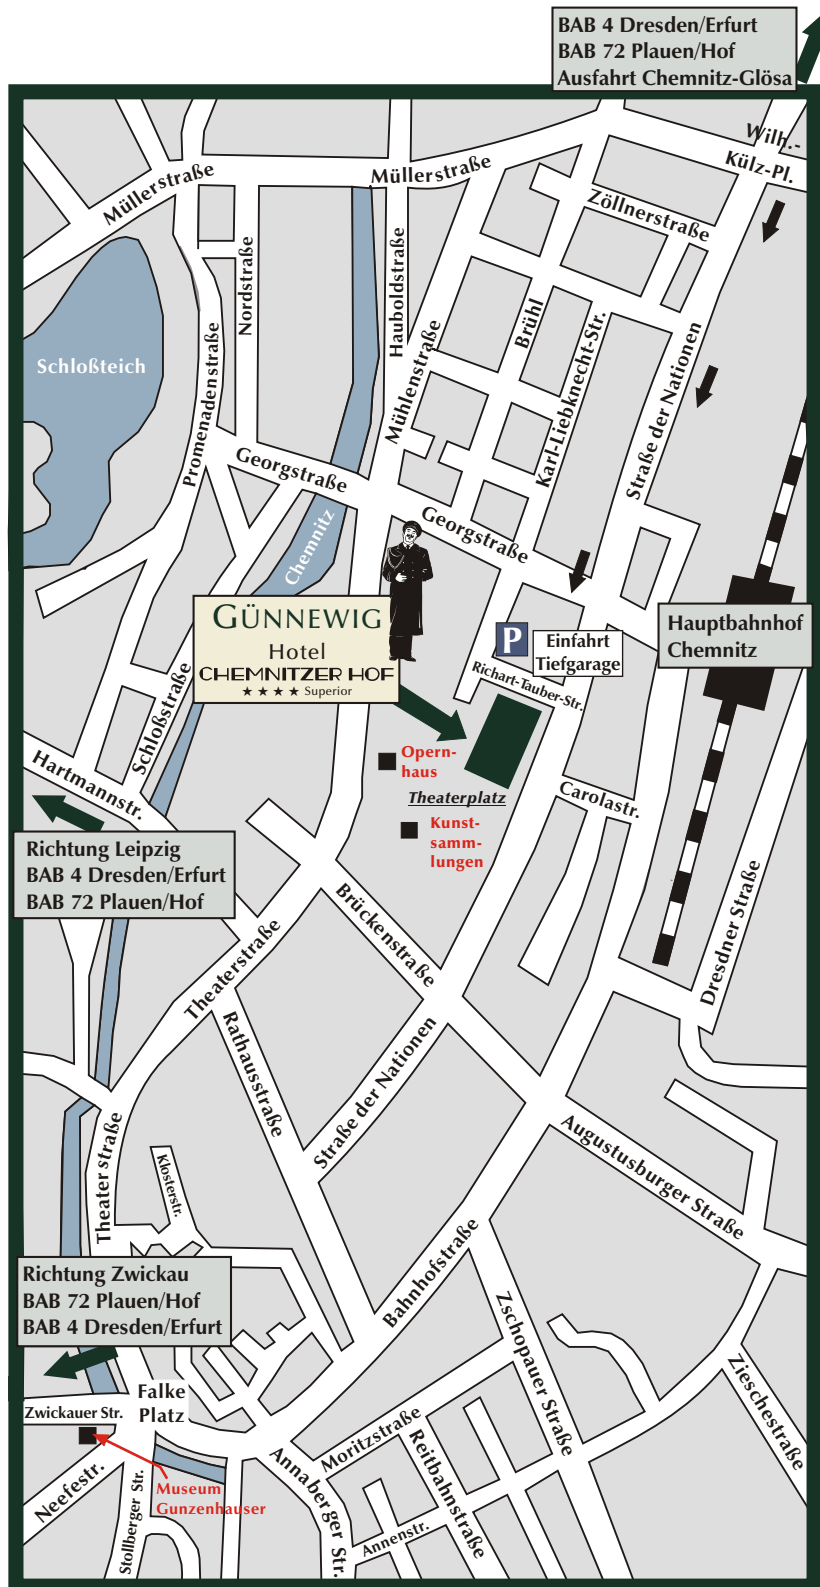 BAB 4 Dresden/Erfurt
BAB 72 Plauen/Hof
Ausfahrt Chemnitz-Glösa
Wilh.-
Külz-Pl.
Müllerstraße
Müllerstraße
Zöllnerstraße
Nordstraße
Hauboldstraße
Brühl
Schloßteich
Promenadenstraße
Mühlenstraße
Karl-Liebknecht-Str.
Straße der Nationen
Georgstraße
Georgstraße
Chemnitz
GÜNNEWIG
Hotel
CHEMNITZER HOF
★★★★ Superior
P
Einfahrt
Tiefgarage
Hauptbahnhof
Chemnitz
Richart-Tauber-Str.
Schloßstraße
Hartmannstr.
Opern-
haus
Theaterplatz
Kunst-
samm-
lungen
Carolastr.
Richtung Leipzig
BAB 4 Dresden/Erfurt
BAB 72 Plauen/Hof
Brückenstraße
Dresdner Straße
Theaterstraße
Rathausstraße
Straße der Nationen
Theaterstraße
Klosterstr.
Augustusburger Straße
Bahnhofstraße
Richtung Zwickau
BAB 72 Plauen/Hof
BAB 4 Dresden/Erfurt
Zschopauer Straße
Zieschestraße
Falke
Platz
Zwickauer Str.
Moritzstraße
Reitbahnstraße
Annaberger Str.
Neefestr.
Stollberger Str.
Museum
Gunzenhauser
Annenstr.